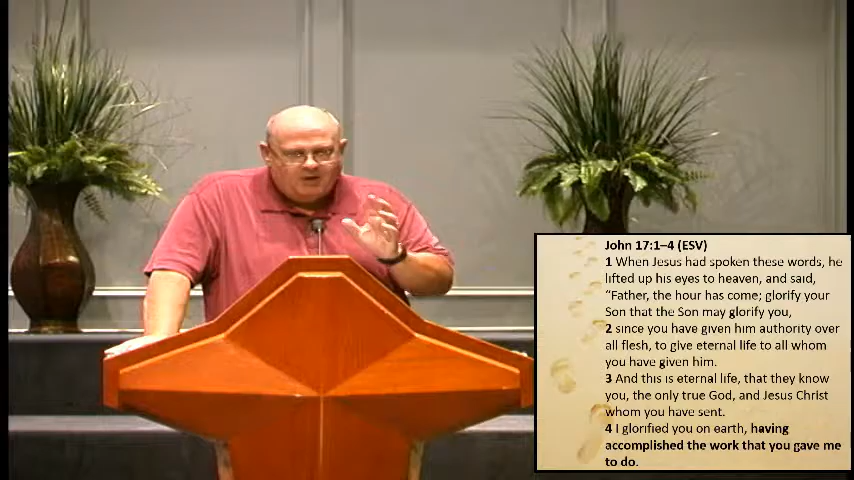 John 17:1–4 (ESV)
1 When Jesus had spoken these words, he
lifted up his eyes to heaven, and said,
“Father, the hour has come; glorify your
Son that the Son may glorify you,
2 since you have given him authority over
all flesh, to give eternal life to all whom
you have given him.
3 And this is eternal life, that they know
you, the only true God, and Jesus Christ
whom you have sent.
4 I glorified you on earth, having
accomplished the work that you gave me
to do.